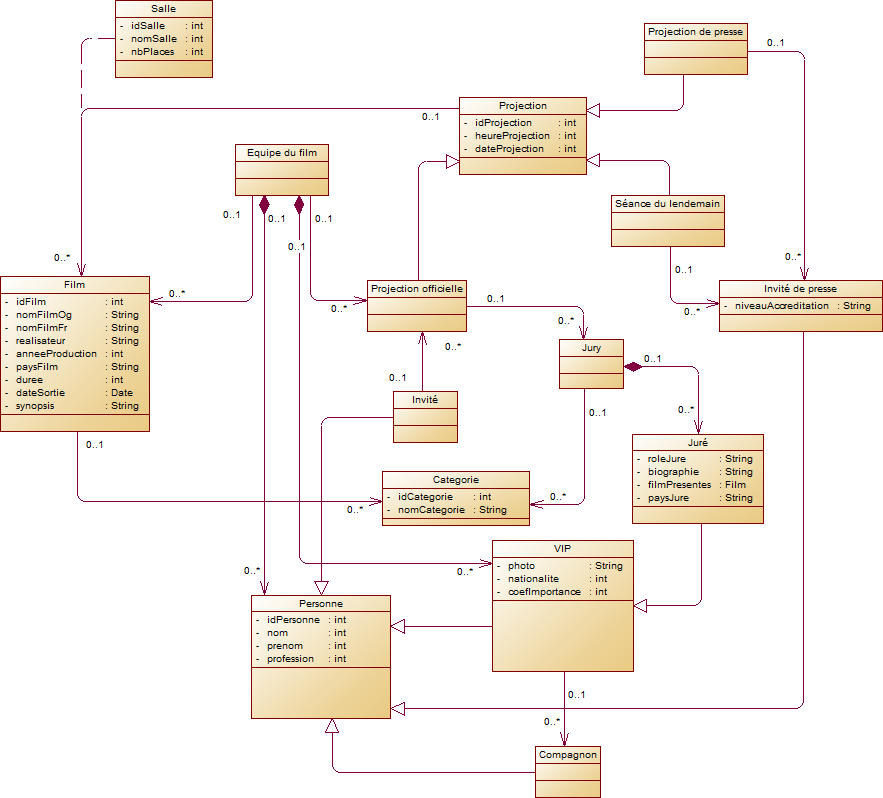 Salle
- idSalle : int
- nomSalle : int
- nbPlaces : int
Projection de presse
0..1
Projection
- idProjection : int
- heureProjection : int
- dateProjection : int
0..1
Equipe du film
0..1
0..1
0..1
0..1
Séance du lendemain
0..1
0..*
0..*
Film
- idFilm : int
- nomFilmOg : String
- nomFilmFr : String
- realisateur : String
- anneeProduction : int
- paysFilm : String
- duree : int
- dateSortie : Date
- synopsis : String
0..*
0..*
Projection officielle
0..1
0..*
Invité de presse
- niveauAccreditation : String
0..*
0..*
Jury
0..1
0..1
Invité
0..1
0..*
Juré
- roleJure : String
- biographie : String
- filmPresentes : Film
- paysJure : String
0..1
Categorie
- idCategorie : int
- nomCategorie : String
0..*
0..*
VIP
- photo : String
- nationalite : int
- coefImportance : int
0..*
0..*
Personne
- idPersonne : int
- nom : int
- prenom : int
- profession : int
0..1
0..*
Compagnon